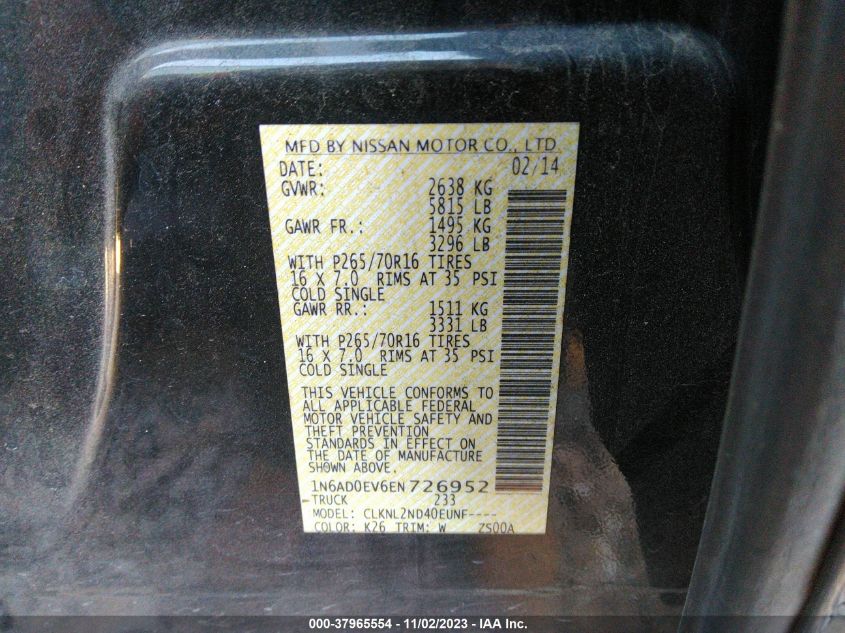 MFD BY NISSAN MOTOR CO., LTD
DATE: 02/14
GVWR: 2638 KG
5815 LB
GAWR FR.: 1495 KG
3296 LB
WITH P265/70R16 TIRES
16 X 7.0 RIMS AT 35 PSI
COLD SINGLE
GAWR RR.: 1511 KG
3331 LB
WITH P265/70R16 TIRES
16 X 7.0 RIMS AT 35 PSI
COLD SINGLE
THIS VEHICLE CONFORMS TO
ALL APPLICABLE FEDERAL
MOTOR VEHICLE SAFETY AND
THEFT PREVENTION
STANDARDS IN EFFECT ON
THE DATE OF MANUFACTURE
SHOWN ABOVE.
1N6AD0EV6EN726952
TRUCK 233
MODEL: CLKNL2ND40EUNF----
COLOR: K26 TRIM: W ZS00A
000-37965554 - 11/02/2023 - IAA Inc.